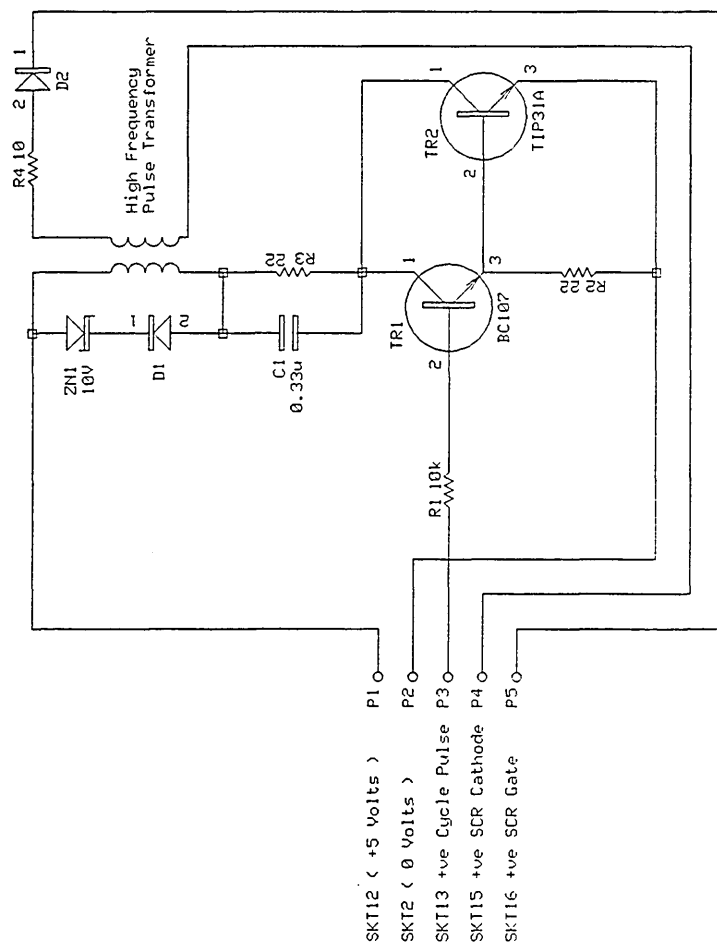 1
2
D2
R4 10
High Frequency
Pulse Transformer
ZN1
10V
1
2
D1
R3
22
C1
0.33u
1
TR2
2
3
TIP31A
1
TR1
2
3
BC107
R2
22
R1 10k
SKT12 ( +5 Volts ) P1
SKT2 ( 0 Volts ) P2
SKT13 +ve Cycle Pulse P3
SKT15 +ve SCR Cathode P4
SKT16 +ve SCR Gate P5